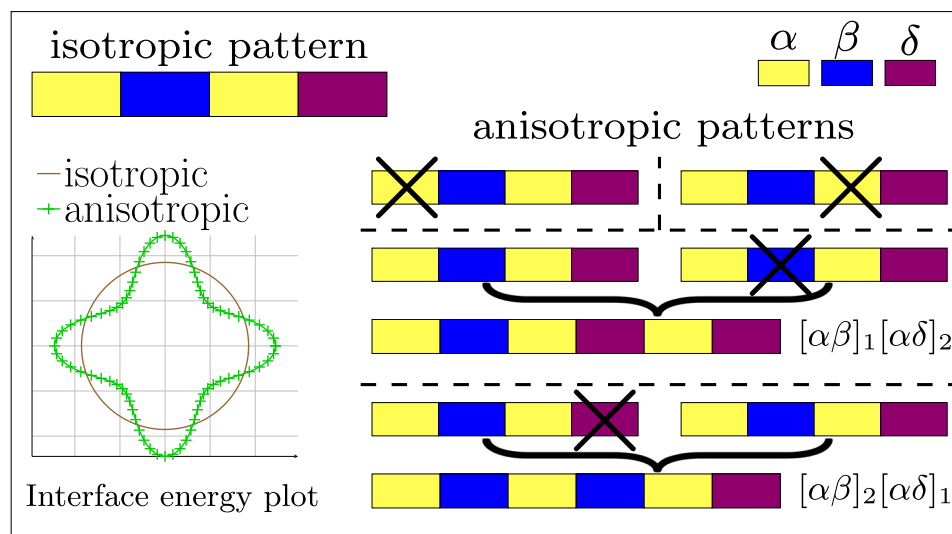 isotropic pattern
α β δ
anisotropic patterns
isotropic
anisotropic
[αβ]₁[αδ]₂
[αβ]₂[αδ]₁
Interface energy plot